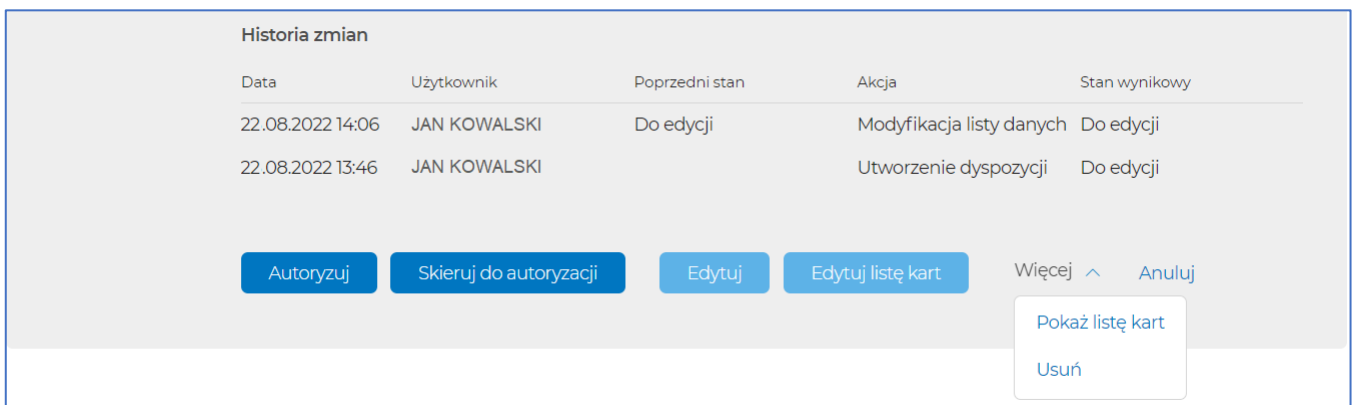 Historia zmian
Data Użytkownik Poprzedni stan Akcja Stan wynikowy
22.08.2022 14:06 JAN KOWALSKI Do edycji Modyfikacja listy danych Do edycji
22.08.2022 13:46 JAN KOWALSKI Utworzenie dyspozycji Do edycji
Autoryzuj Skieruj do autoryzacji Edytuj Edytuj listę kart Więcej Anuluj
Pokaż listę kart
Usuń